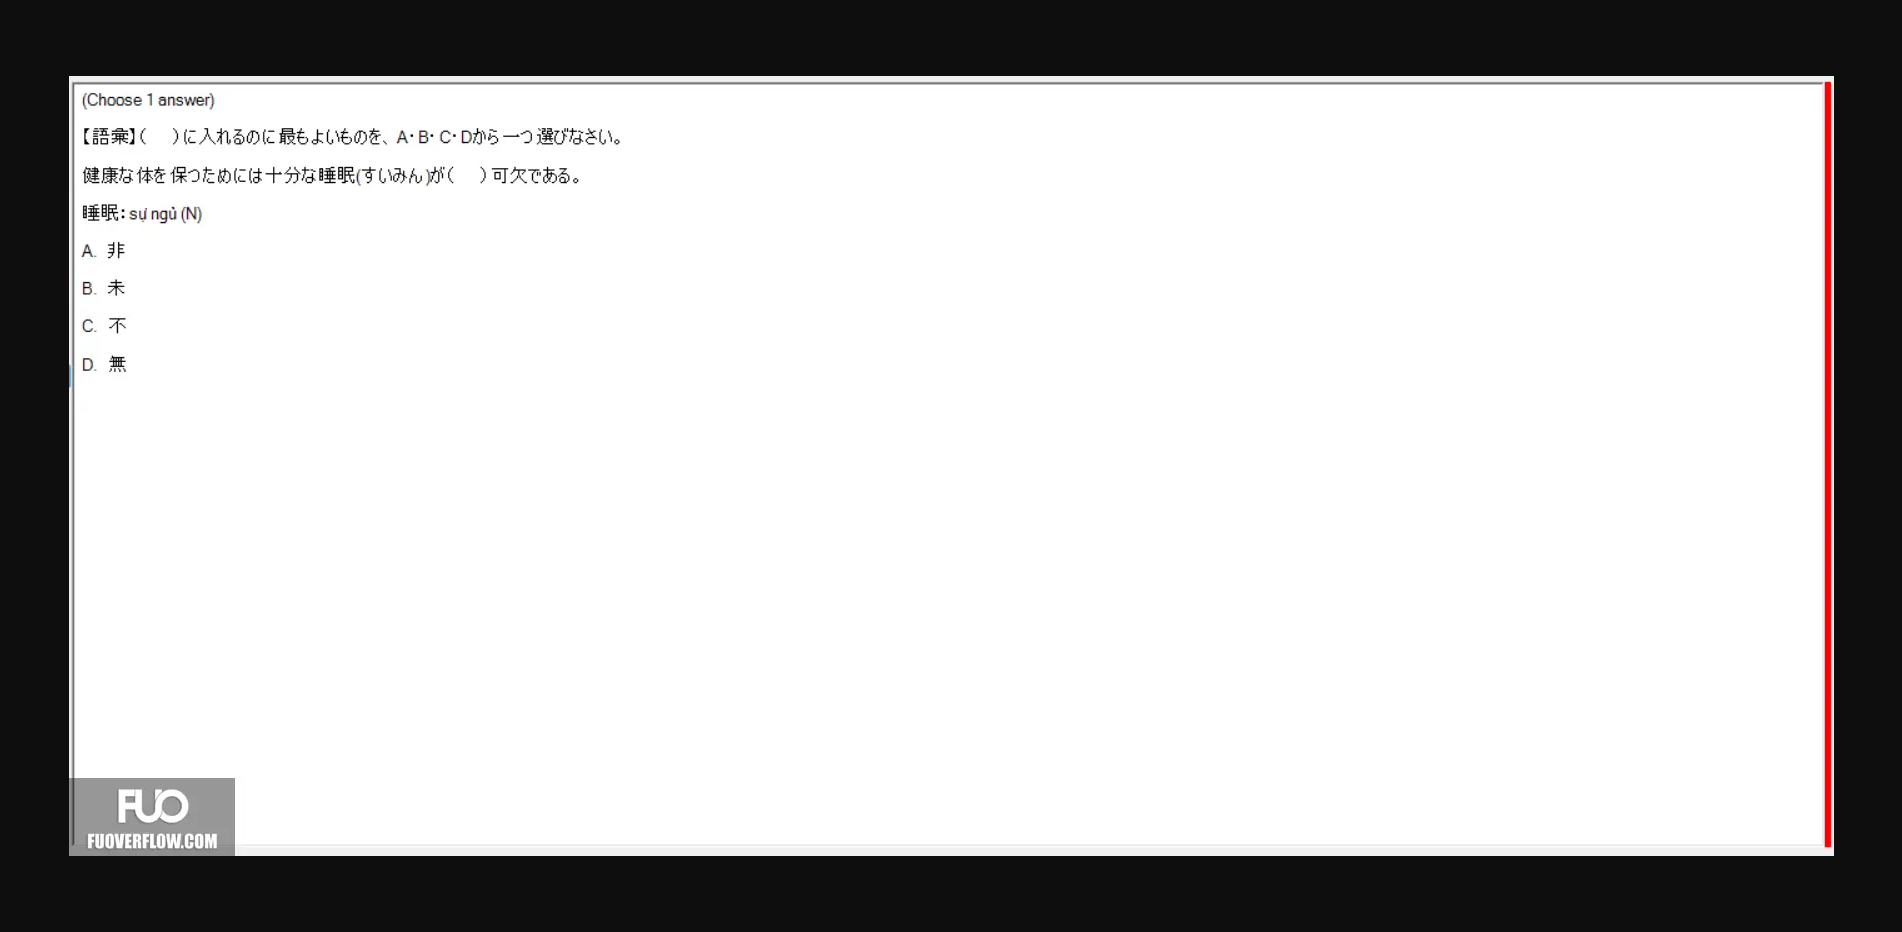 (Choose 1 answer)
【語彙】( )に入れるのに最もよいものを、A・B・C・Dから一つ選びなさい。
健康な体を保つためには十分な睡眠(すいみん)が( )可欠である。
睡眠: sự ngủ (N)
A. 非
B. 未
C. 不
D. 無
FUO
FUOVERFLOW.COM